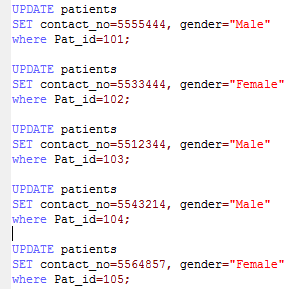 UPDATE patients
SET contact_no=5555444, gender="Male"
where Pat_id=101;
UPDATE patients
SET contact_no=5533444, gender="Female"
where Pat_id=102;
UPDATE patients
SET contact_no=5512344, gender="Male"
where Pat_id=103;
UPDATE patients
SET contact_no=5543214, gender="Male"
where Pat_id=104;
UPDATE patients
SET contact_no=5564857, gender="Female"
where Pat_id=105;